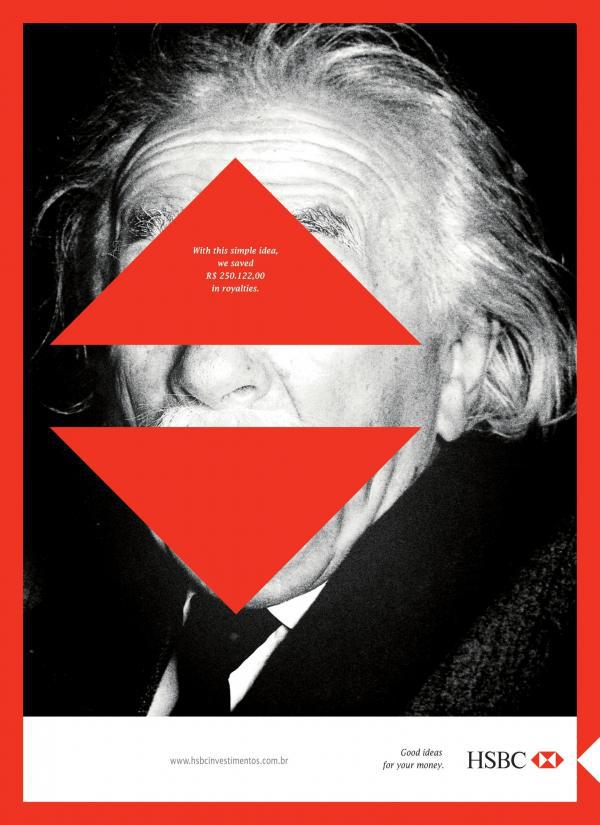 With this simple idea,
we saved
R$ 250.122,00
in royalties.
www.hsbcinvestimentos.com.br
Good ideas
for your money.
HSBC